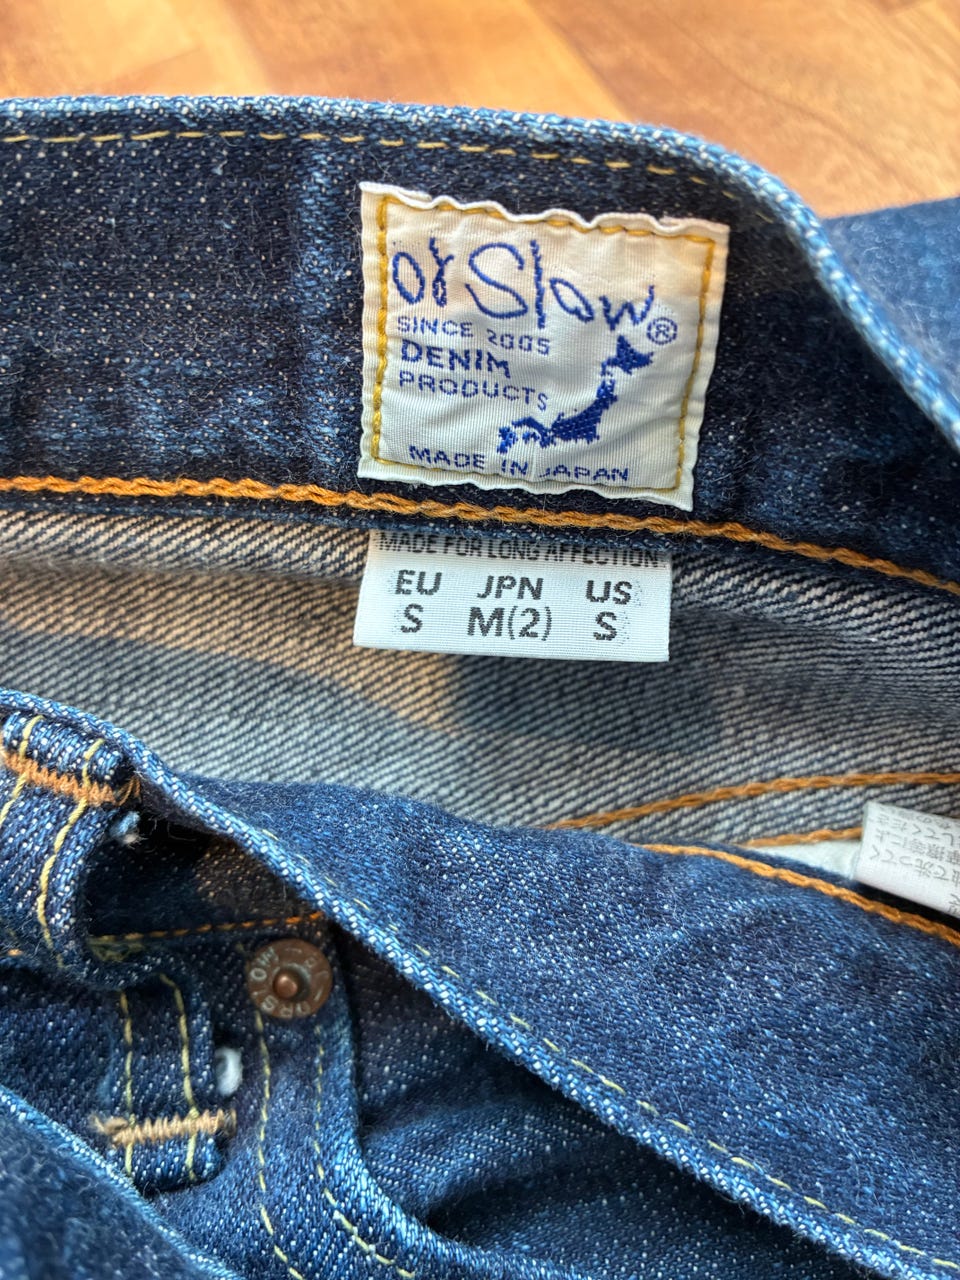 orSlow®
SINCE 2005
DENIM
PRODUCTS
MADE IN JAPAN
MADE FOR LONG AFFECTION
EU JPN US
S M(2) S